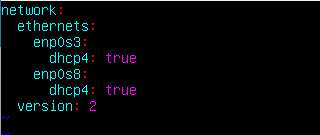 network:
  ethernets:
    enp0s3:
      dhcp4: true
    enp0s8:
      dhcp4: true
  version: 2
~
~